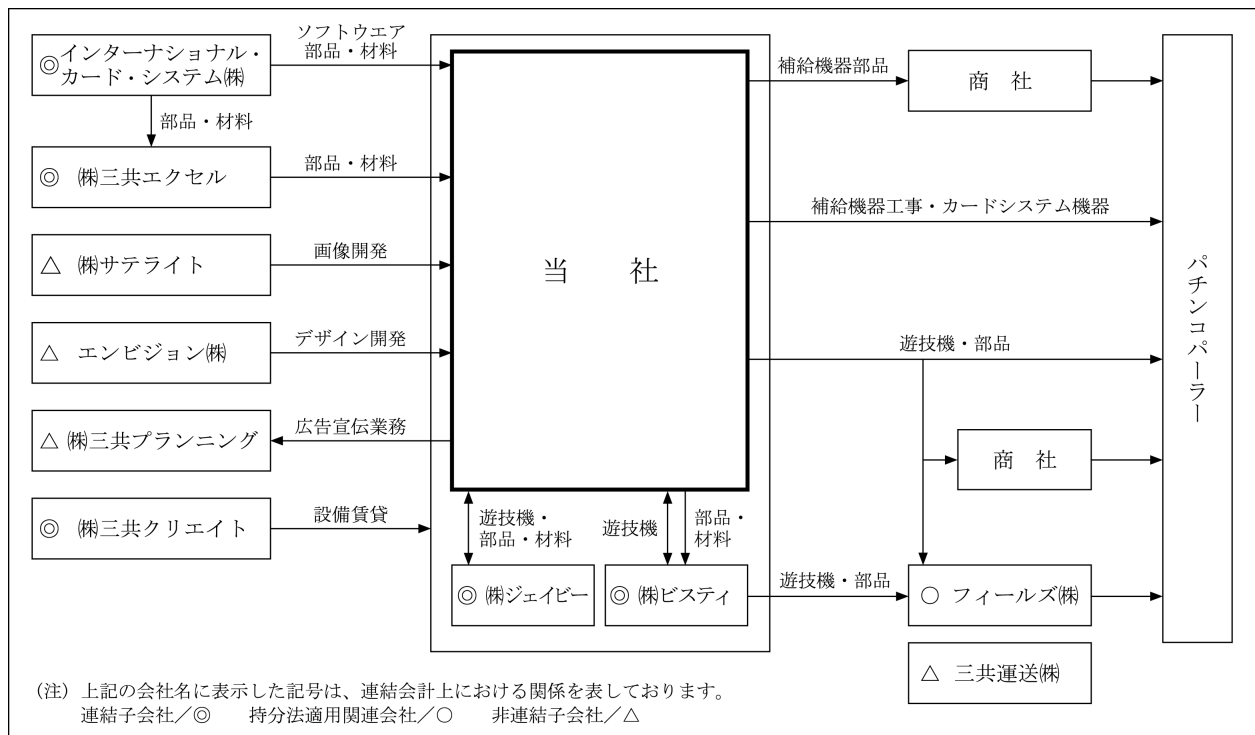 ◎インターナショナル・
カード・システム㈱
ソフトウエア
部品・材料
部品・材料
◎ ㈱三共エクセル
部品・材料
△ ㈱サテライト
画像開発
△ エンビジョン㈱
デザイン開発
△ ㈱三共プランニング
広告宣伝業務
◎ ㈱三共クリエイト
設備賃貸
当 社
遊技機・
部品・材料
遊技機
部品・
材料
◎ ㈱ジェイビー
◎ ㈱ビスティ
補給機器部品
商 社
補給機器工事・カードシステム機器
遊技機・部品
商 社
遊技機・部品
○ フィールズ㈱
△ 三共運送㈱
パチンコパーラー
(注) 上記の会社名に表示した記号は、連結会計上における関係を表しております。
連結子会社/◎ 持分法適用関連会社/○ 非連結子会社/△